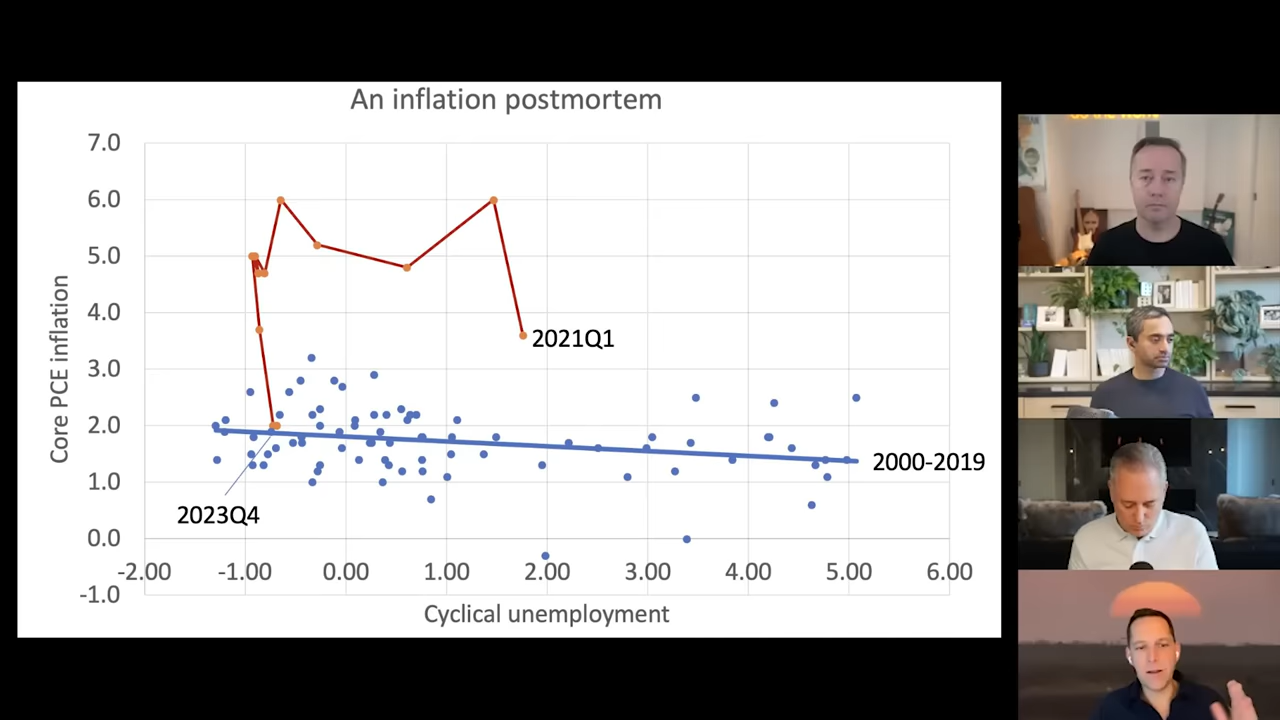 An inflation postmortem
7.0
6.0
5.0
4.0
3.0
2.0
1.0
0.0
-1.0
Core PCE inflation
2021Q1
2000-2019
2023Q4
-2.00 -1.00 0.00 1.00 2.00 3.00 4.00 5.00 6.00
Cyclical unemployment